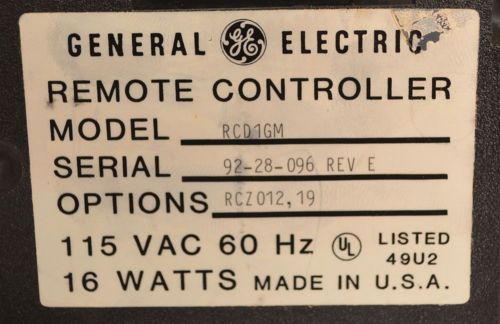 GENERAL GE ELECTRIC
REMOTE CONTROLLER
MODEL RCD1GM
SERIAL 92-28-096 REV E
OPTIONS RCZ012,19
115 VAC 60 Hz UL LISTED 49U2
16 WATTS MADE IN U.S.A.